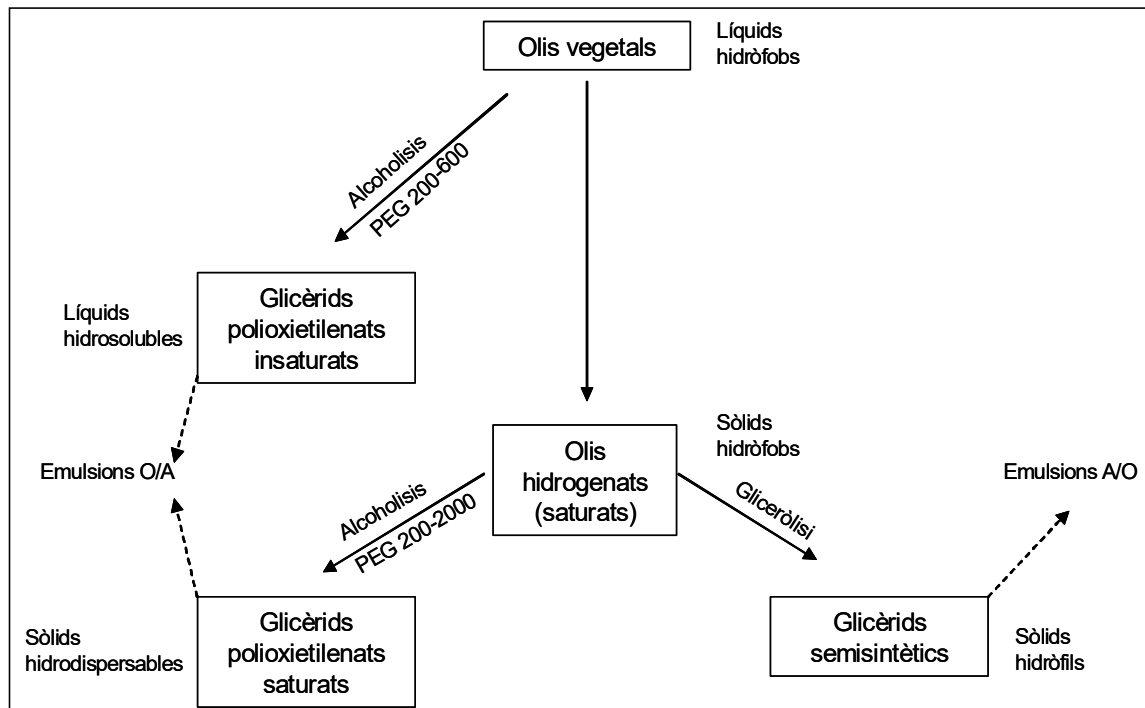 Olis vegetals
Líquids
hidròfobs
Alcoholisis
PEG 200-600
Líquids
hidrosolubles
Glicèrids
polioxietilenats
insaturats
Emulsions O/A
Olis
hidrogenats
(saturats)
Sòlids
hidròfobs
Emulsions A/O
Alcoholisis
PEG 200-2000
Gliceròlisi
Sòlids
hidrodispersables
Glicèrids
polioxietilenats
saturats
Glicèrids
semisintètics
Sòlids
hidròfils